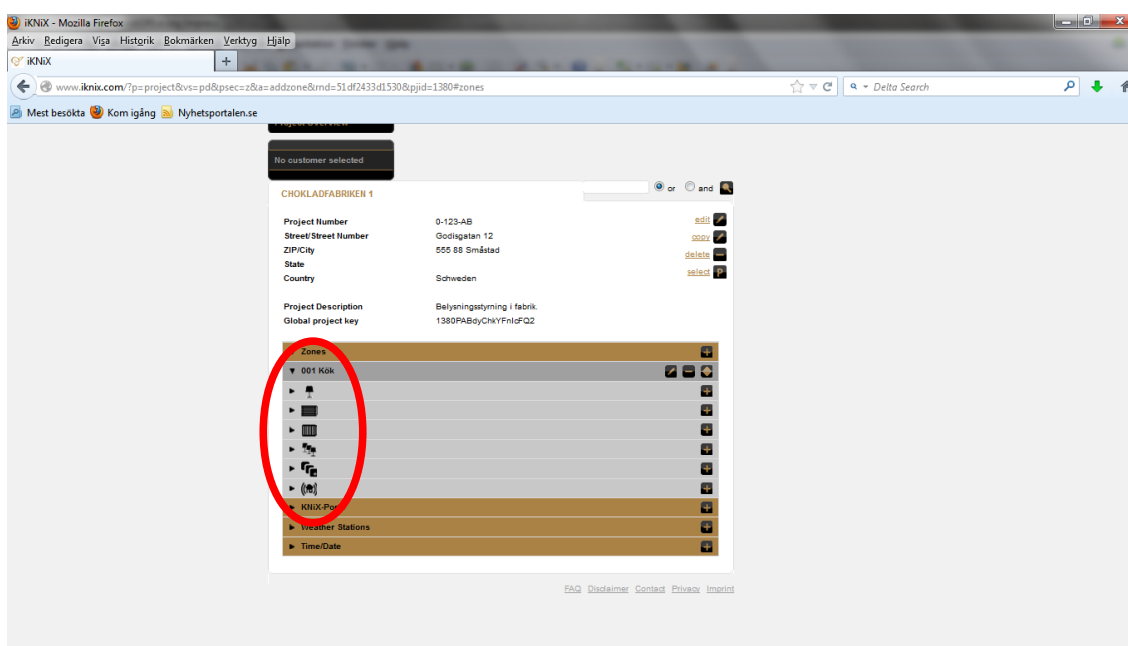 iKNiX - Mozilla Firefox
Arkiv Redigera Visa Historik Bokmärken Verktyg Hjälp
iKNiX
www.iknix.com/?p=project&vs=pd&psec=z&a=addzone&rnd=51df2433d1530&pjid=1380#zones
Delta Search
Mest besökta Kom igång Nyhetsportalen.se
Project Overview
No customer selected
or and
CHOKLADFABRIKEN 1
Project Number 0-123-AB edit
Street/Street Number Godisgatan 12 copy
ZIP/City 555 88 Småstad delete
State select
Country Schweden
Project Description Belysningsstyrning i fabrik.
Global project key
Zones
001 Kök
Weather Stations
Time/Date
FAQ Disclaimer Contact Privacy Imprint